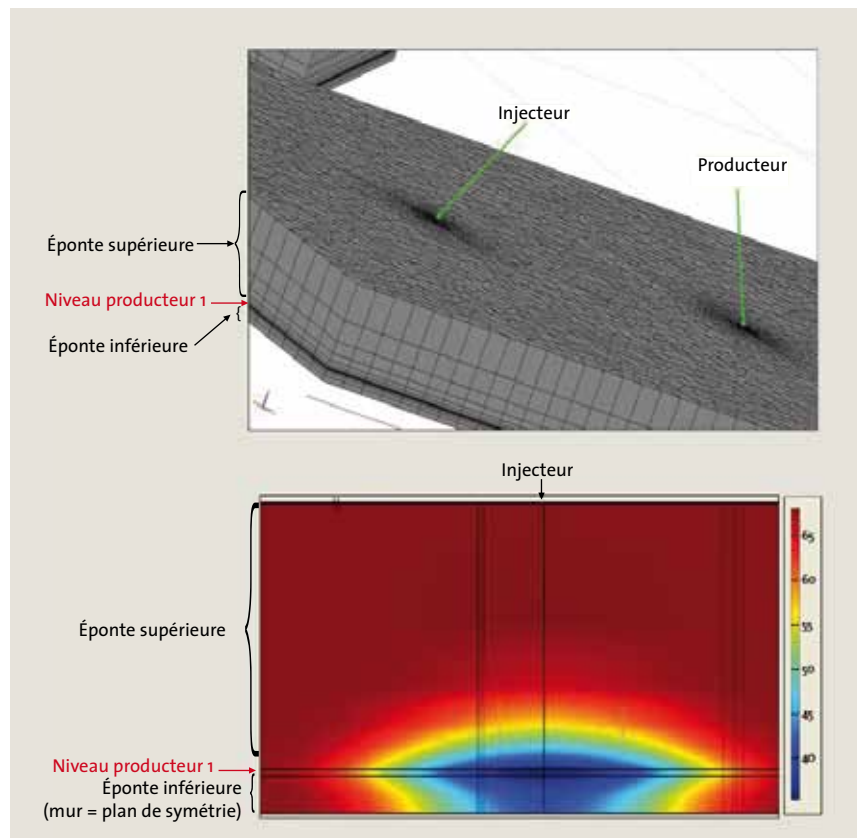 Injecteur
Producteur
Éponte supérieure
Niveau producteur 1
Éponte inférieure
Injecteur
65
60
55
50
45
40
Éponte supérieure
Niveau producteur 1
Éponte inférieure
(mur = plan de symétrie)